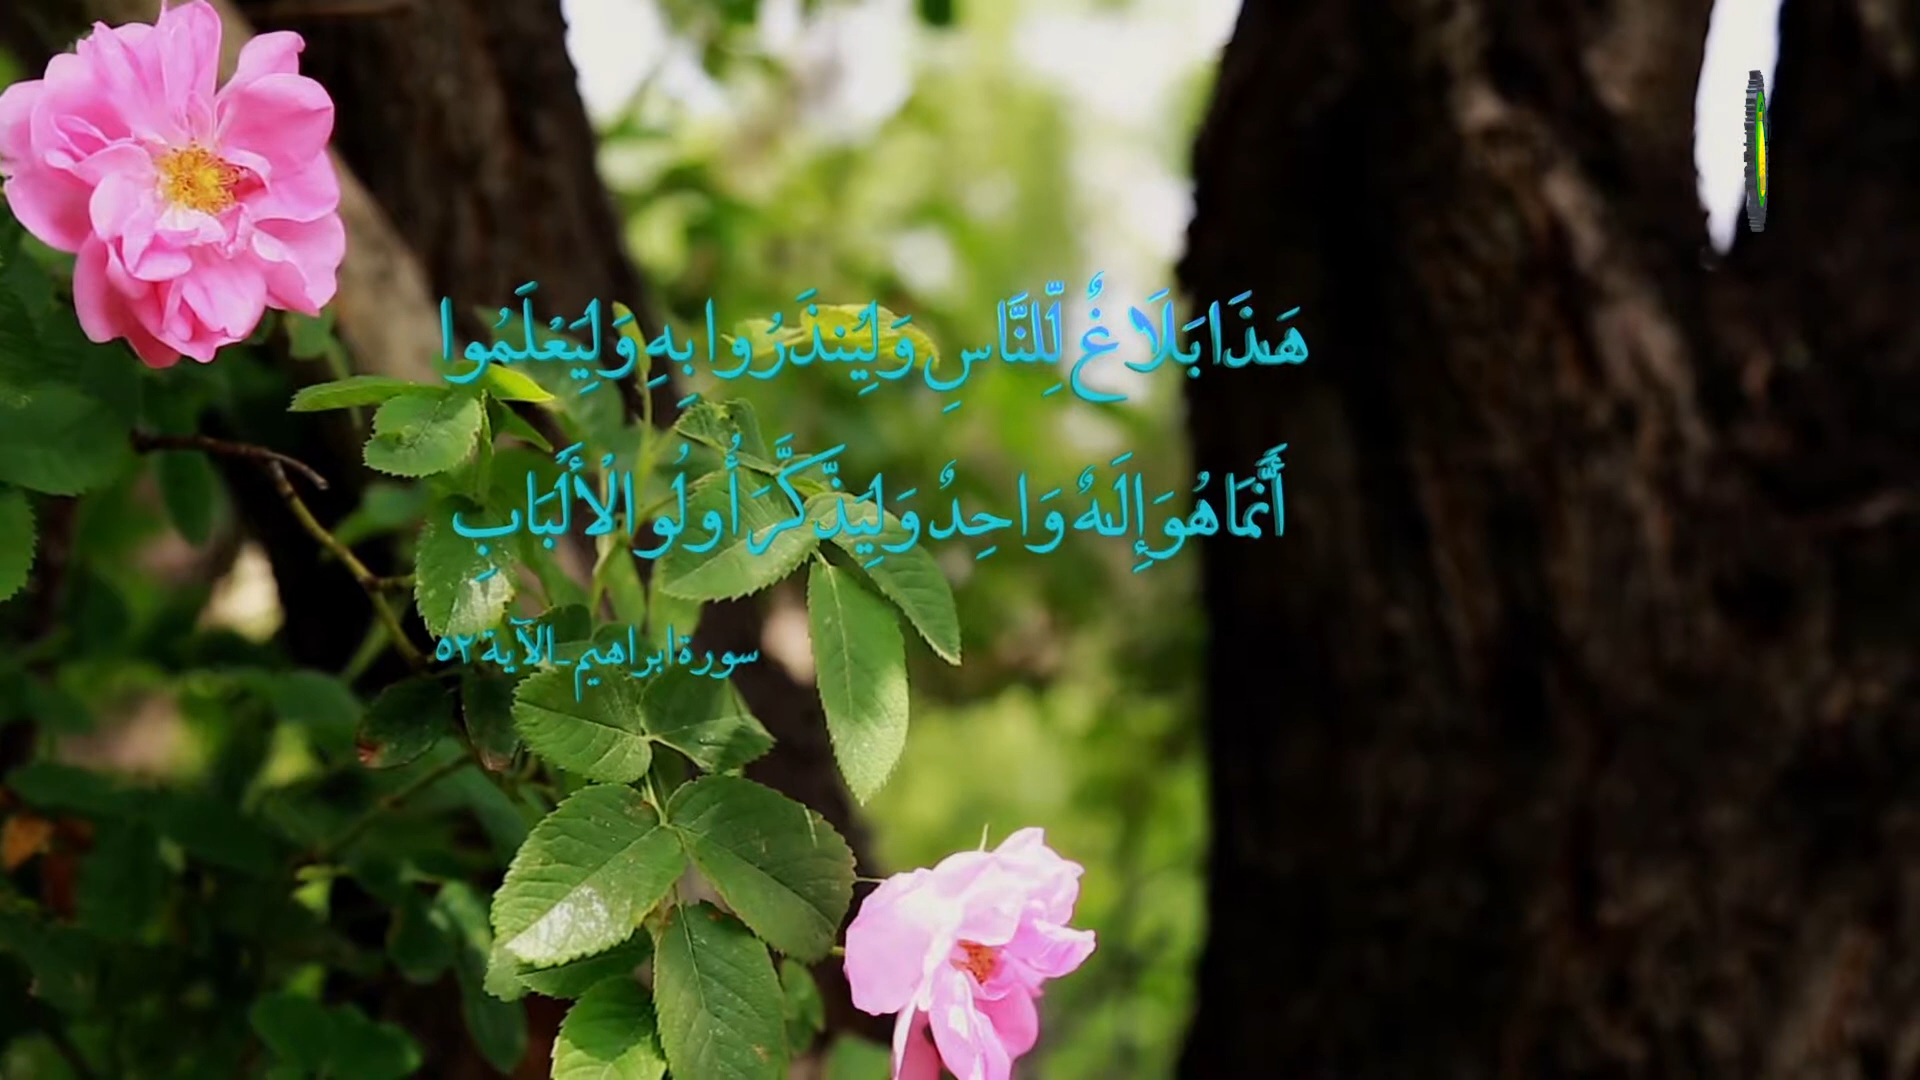 هَذَا بَلَاغٌ لِّلنَّاسِ وَلِيُنذَرُوا بِهِ وَلِيَعْلَمُوا
أَنَّمَا هُوَ إِلَهٌ وَاحِدٌ وَلِيَذَّكَّرَ أُولُو الْأَلْبَابِ
سورة ابراهيم - الآية ٥٢